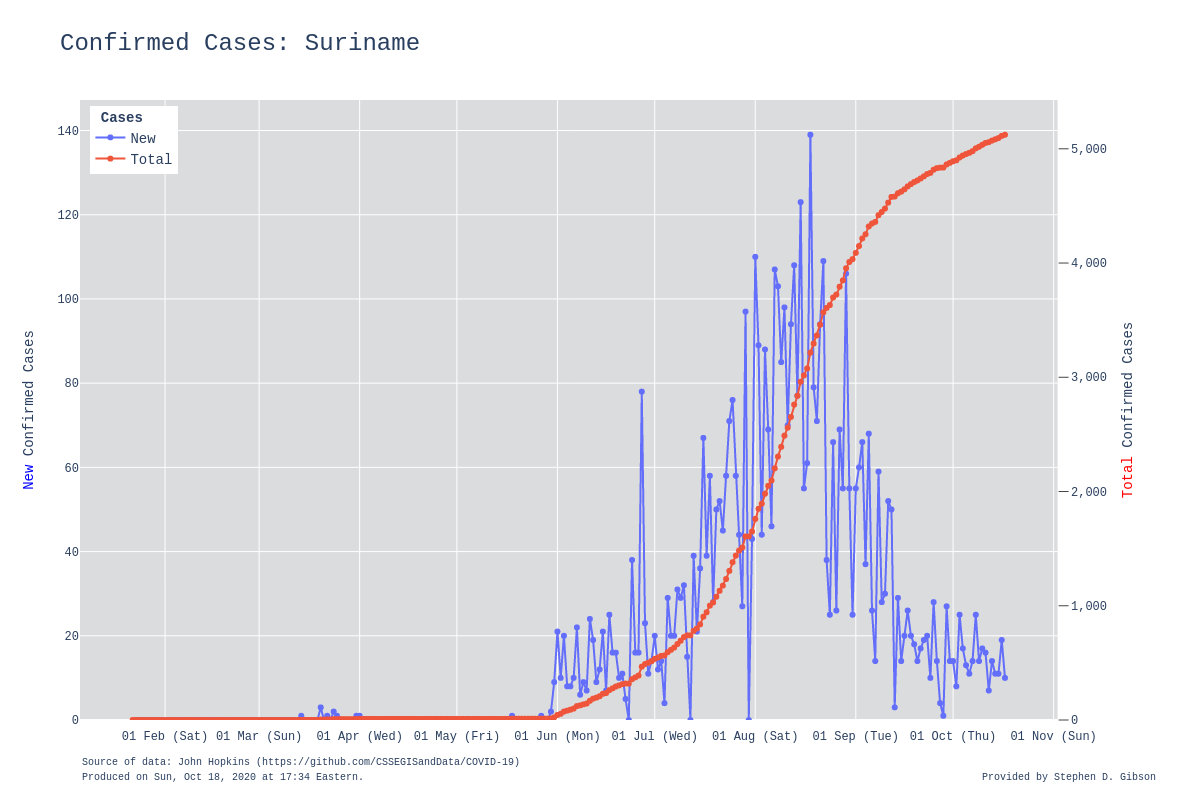 Confirmed Cases: Suriname
Cases
New
Total
140
120
100
80
60
40
20
0
5,000
4,000
3,000
2,000
1,000
0
New Confirmed Cases
Total Confirmed Cases
01 Feb (Sat) 01 Mar (Sun) 01 Apr (Wed) 01 May (Fri) 01 Jun (Mon) 01 Jul (Wed) 01 Aug (Sat) 01 Sep (Tue) 01 Oct (Thu) 01 Nov (Sun)
Source of data: John Hopkins (https://github.com/CSSEGISandData/COVID-19)
Produced on Sun, Oct 18, 2020 at 17:34 Eastern.
Provided by Stephen D. Gibson